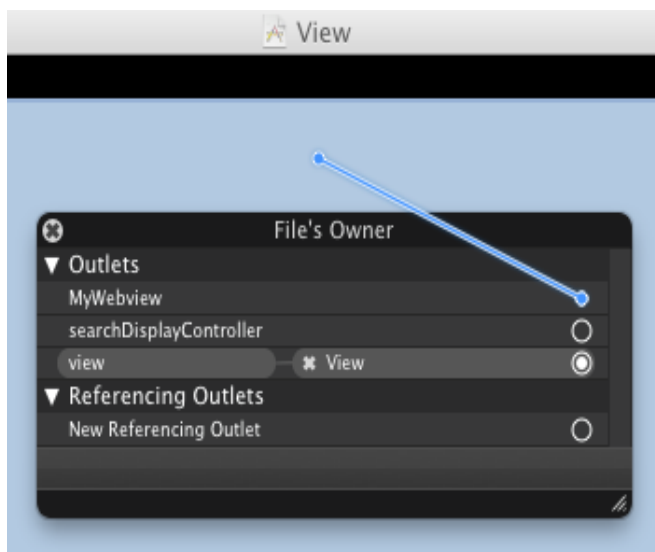 View
File's Owner
▼ Outlets
MyWebview
searchDisplayController
view ✖ View
▼ Referencing Outlets
New Referencing Outlet